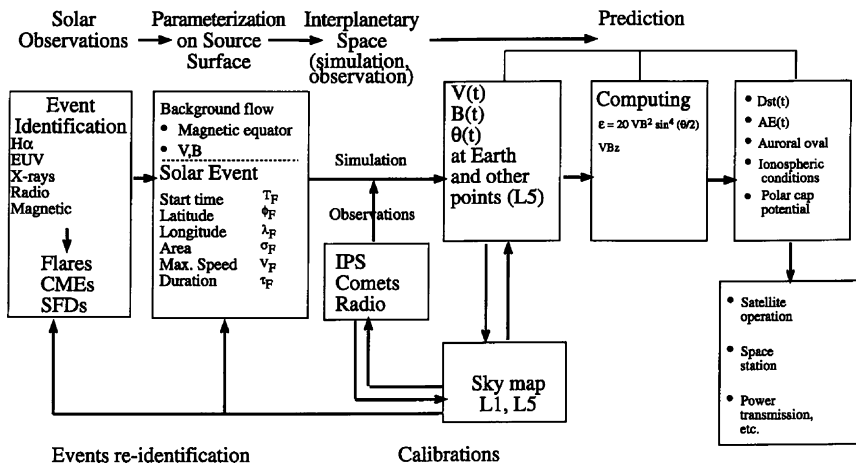 Solar
Observations
Parameterization
on Source
Surface
Interplanetary
Space
(simulation,
observation)
Prediction
Event
Identification
Hα
EUV
X-rays
Radio
Magnetic
Flares
CMEs
SFDs
Background flow
• Magnetic equator
• V,B
Solar Event
Start time T_F
Latitude ϕ_F
Longitude λ_F
Area σ_F
Max. Speed V_F
Duration τ_F
Simulation
Observations
IPS
Comets
Radio
V(t)
B(t)
θ(t)
at Earth
and other
points (L5)
Sky map
L1, L5
Computing
ε = 20 VB² sin⁴ (θ/2)
VBz
• Dst(t)
• AE(t)
• Auroral oval
• Ionospheric
conditions
• Polar cap
potential
• Satellite
operation
• Space
station
• Power
transmission,
etc.
Events re-identification
Calibrations